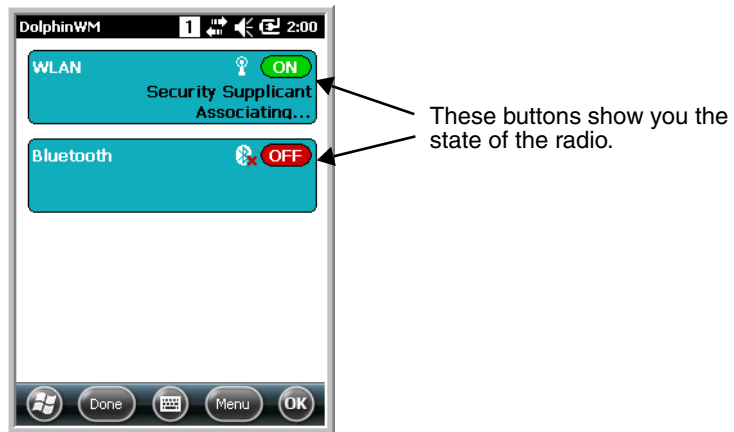 DolphinWM 1 2:00
WLAN ON
Security Supplicant
Associating...
These buttons show you the
state of the radio.
Bluetooth OFF
Done Menu OK